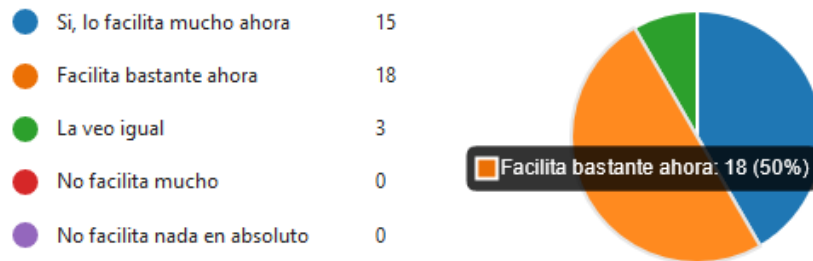 Si, lo facilita mucho ahora 15
Facilita bastante ahora 18
La veo igual 3
No facilita mucho 0
No facilita nada en absoluto 0
Facilita bastante ahora: 18 (50%)